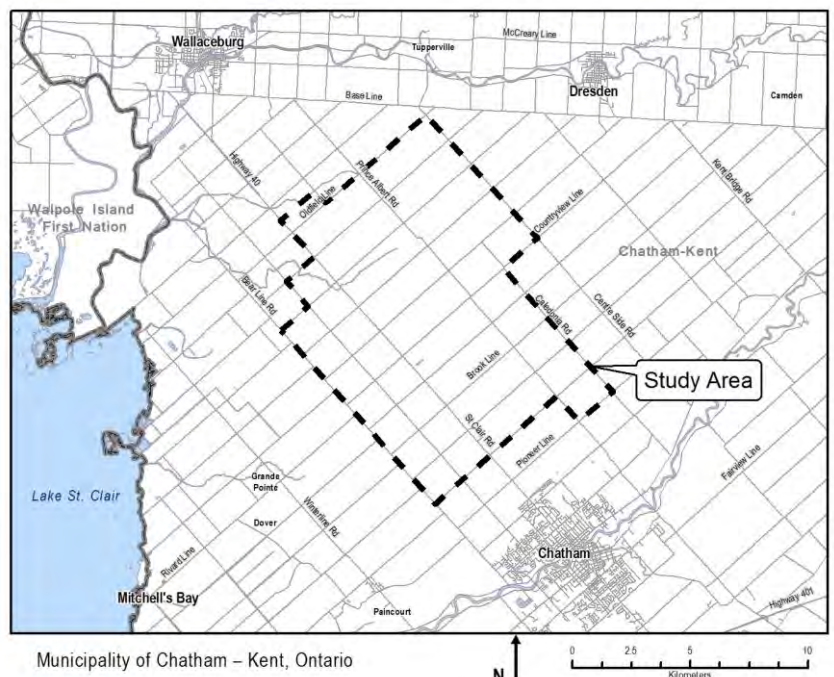 McCreary Line
Wallaceburg
Tupperville
Dresden
Camden
Base Line
Highway 40
Prince Albert Rd
Kent Bridge Rd
Oldfield Line
Walpole Island
First Nation
Countryview Line
Chatham-Kent
Bear Line Rd
Caledonia Rd
Centre Side Rd
Brook Line
Study Area
St Clair Rd
Pioneer Line
Fairview Line
Grande
Pointe
Lake St. Clair
Winterline Rd
Dover
Chatham
Rivard Line
Mitchell's Bay
Paincourt
Highway 401
Municipality of Chatham – Kent, Ontario
N
0 2.5 5 10
Kilometers